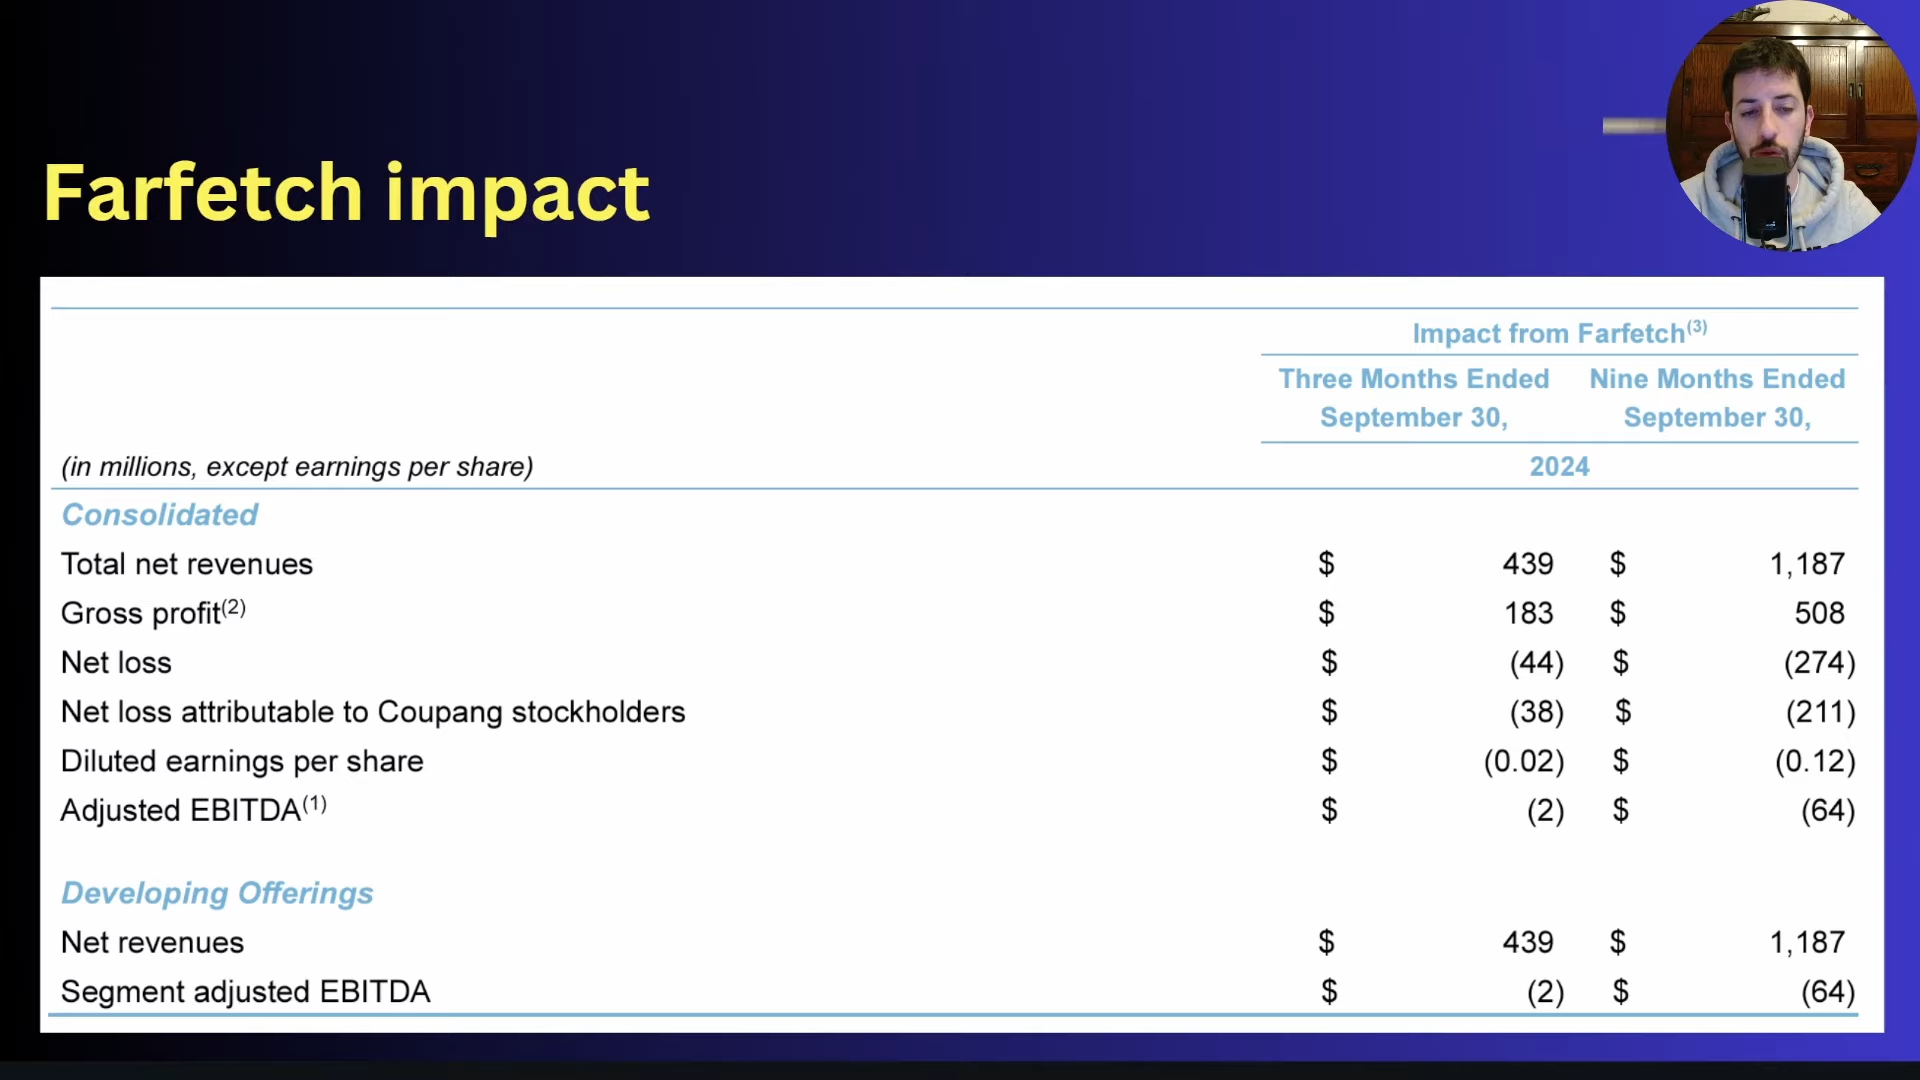 Farfetch impact
Impact from Farfetch(3)
Three Months Ended September 30,
Nine Months Ended September 30,
(in millions, except earnings per share) 2024
Consolidated
Total net revenues $ 439 $ 1,187
Gross profit(2) $ 183 $ 508
Net loss $ (44) $ (274)
Net loss attributable to Coupang stockholders $ (38) $ (211)
Diluted earnings per share $ (0.02) $ (0.12)
Adjusted EBITDA(1) $ (2) $ (64)
Developing Offerings
Net revenues $ 439 $ 1,187
Segment adjusted EBITDA $ (2) $ (64)